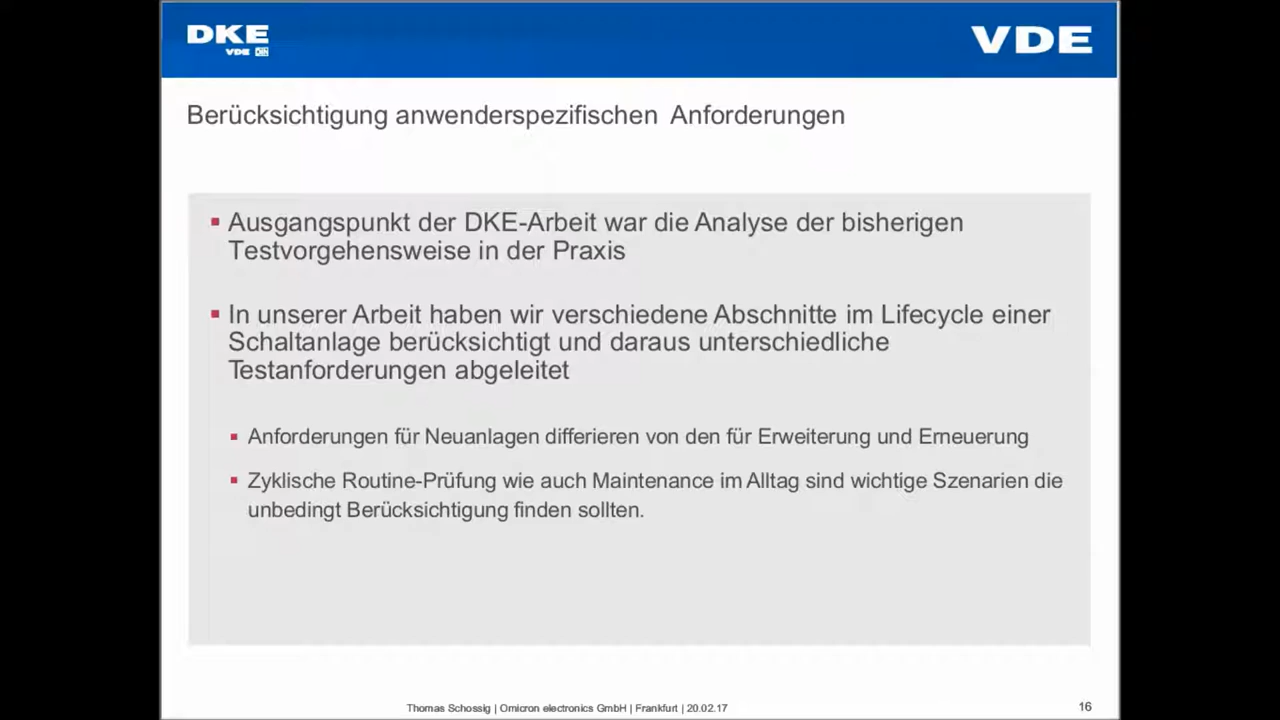 DKE
VDE DIN
VDE
Berücksichtigung anwenderspezifischen Anforderungen
▪ Ausgangspunkt der DKE-Arbeit war die Analyse der bisherigen
Testvorgehensweise in der Praxis
▪ In unserer Arbeit haben wir verschiedene Abschnitte im Lifecycle einer
Schaltanlage berücksichtigt und daraus unterschiedliche
Testanforderungen abgeleitet
▪ Anforderungen für Neuanlagen differieren von den für Erweiterung und Erneuerung
▪ Zyklische Routine-Prüfung wie auch Maintenance im Alltag sind wichtige Szenarien die
unbedingt Berücksichtigung finden sollten.
Thomas Schossig | Omicron electronics GmbH | Frankfurt | 20.02.17
16